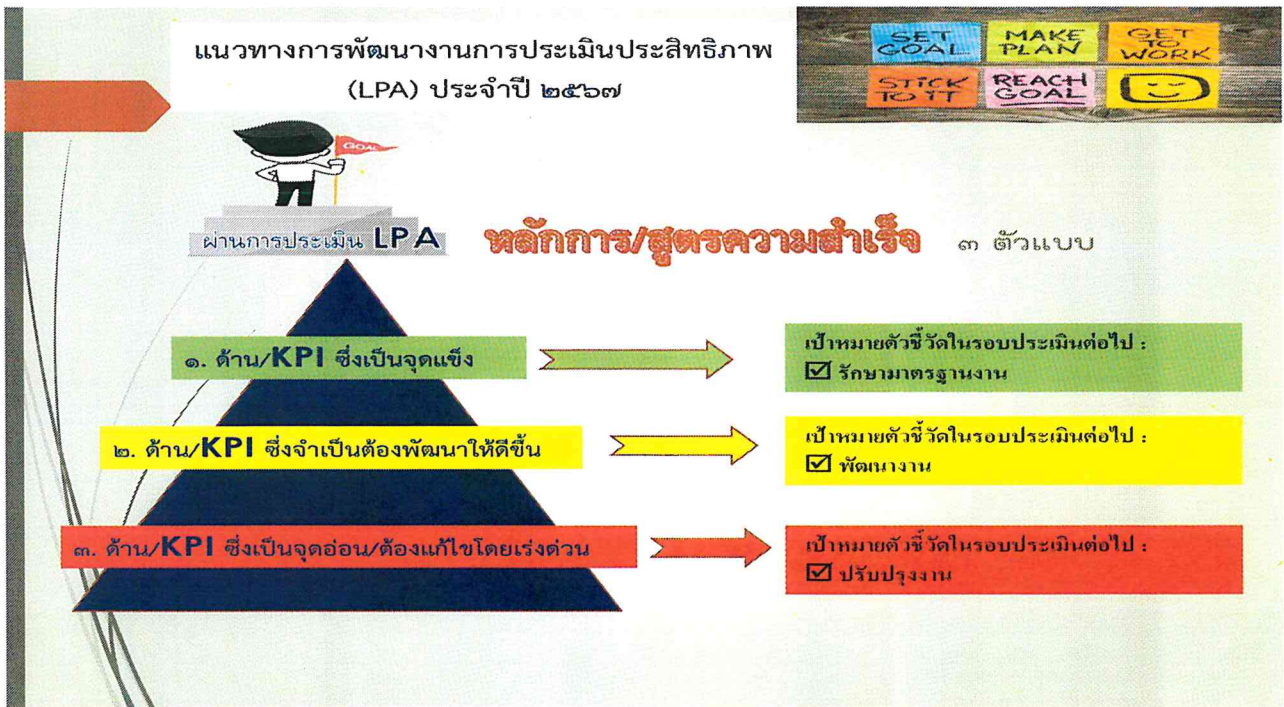 แนวทางการพัฒนางานการประเมินประสิทธิภาพ
(LPA) ประจำปี ๒๕๖๗
SET GOAL
MAKE PLAN
GET TO WORK
STICK TO IT
REACH GOAL
GOAL
ผ่านการประเมิน LPA
หลักการ/สูตรความสำเร็จ ๓ ตัวแบบ
๑. ด้าน/KPI ซึ่งเป็นจุดแข็ง
เป้าหมายตัวชี้วัดในรอบประเมินต่อไป :
☑ รักษามาตรฐานงาน
๒. ด้าน/KPI ซึ่งจำเป็นต้องพัฒนาให้ดีขึ้น
เป้าหมายตัวชี้วัดในรอบประเมินต่อไป :
☑ พัฒนางาน
๓. ด้าน/KPI ซึ่งเป็นจุดอ่อน/ต้องแก้ไขโดยเร่งด่วน
เป้าหมายตัวชี้วัดในรอบประเมินต่อไป :
☑ ปรับปรุงงาน